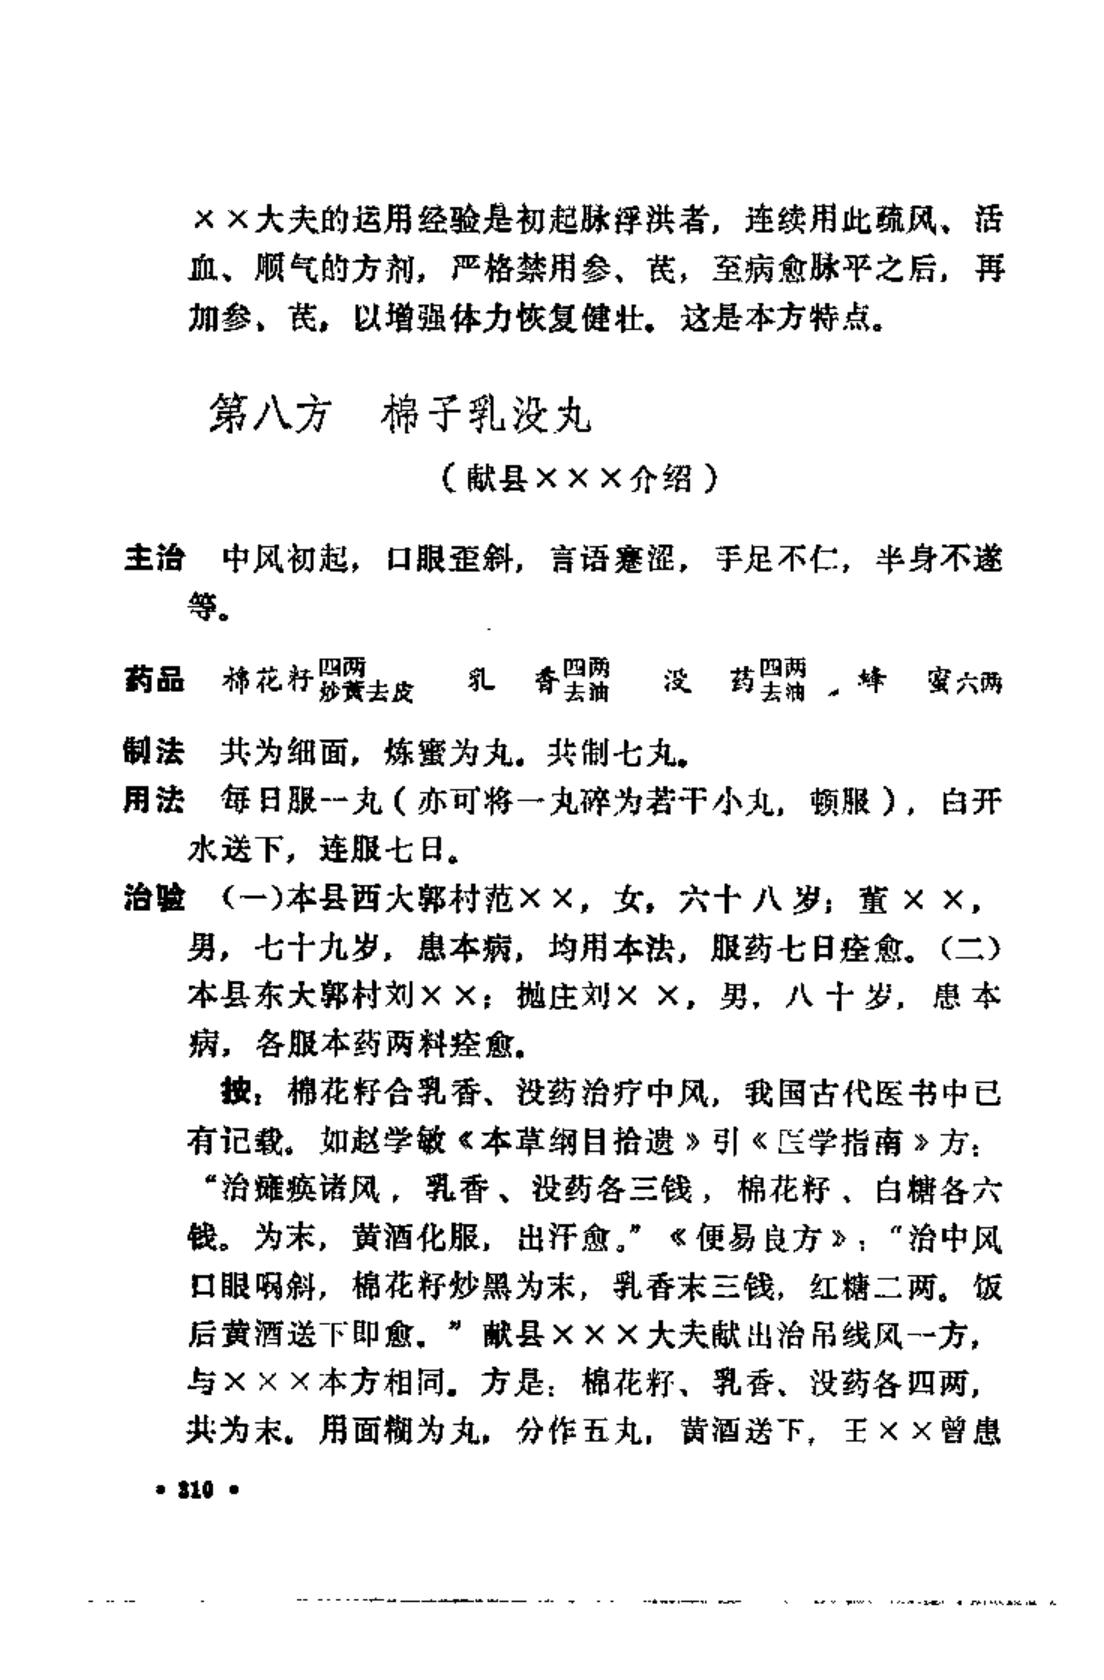 ××大夫的运用经验是初起脉浮洪者，连续用此疏风、活
血、顺气的方剂，严格禁用参、芪，至病愈脉平之后，再
加参、芪，以增强体力恢复健壮。这是本方特点。
第八方 棉子乳没丸
（献县×××介绍）
主治 中风初起，口眼歪斜，言语蹇涩，手足不仁，半身不遂
等。
药品 棉花籽四两炒黄去皮 乳香四两去油 没药四两去油 蜂蜜六两
制法 共为细面，炼蜜为丸。共制七丸。
用法 每日服一丸（亦可将一丸碎为若干小丸，顿服），白开
水送下，连服七日。
治验 （一）本县西大郭村范××，女，六十八岁；董××，
男，七十九岁，患本病，均用本法，服药七日痊愈。（二）
本县东大郭村刘××；抛庄刘××，男，八十岁，患本
病，各服本药两料痊愈。
按：棉花籽合乳香、没药治疗中风，我国古代医书中已
有记载。如赵学敏《本草纲目拾遗》引《医学指南》方：
“治瘫痪诸风，乳香、没药各三钱，棉花籽、白糖各六
钱。为末，黄酒化服，出汗愈。”《便易良方》：“治中风
口眼㖞斜，棉花籽炒黑为末，乳香末三钱，红糖二两。饭
后黄酒送下即愈。”献县×××大夫献出治吊线风一方，
与×××本方相同。方是：棉花籽、乳香、没药各四两，
共为末。用面糊为丸，分作五丸，黄酒送下，王××曾患
• 310 •